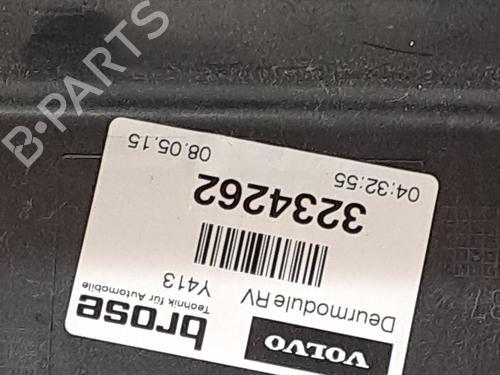 VOLVO
brose
Technik für Automobile
Deurmodule RV
Y413
3234262
04:32:55
08.05.15
B-PARTS